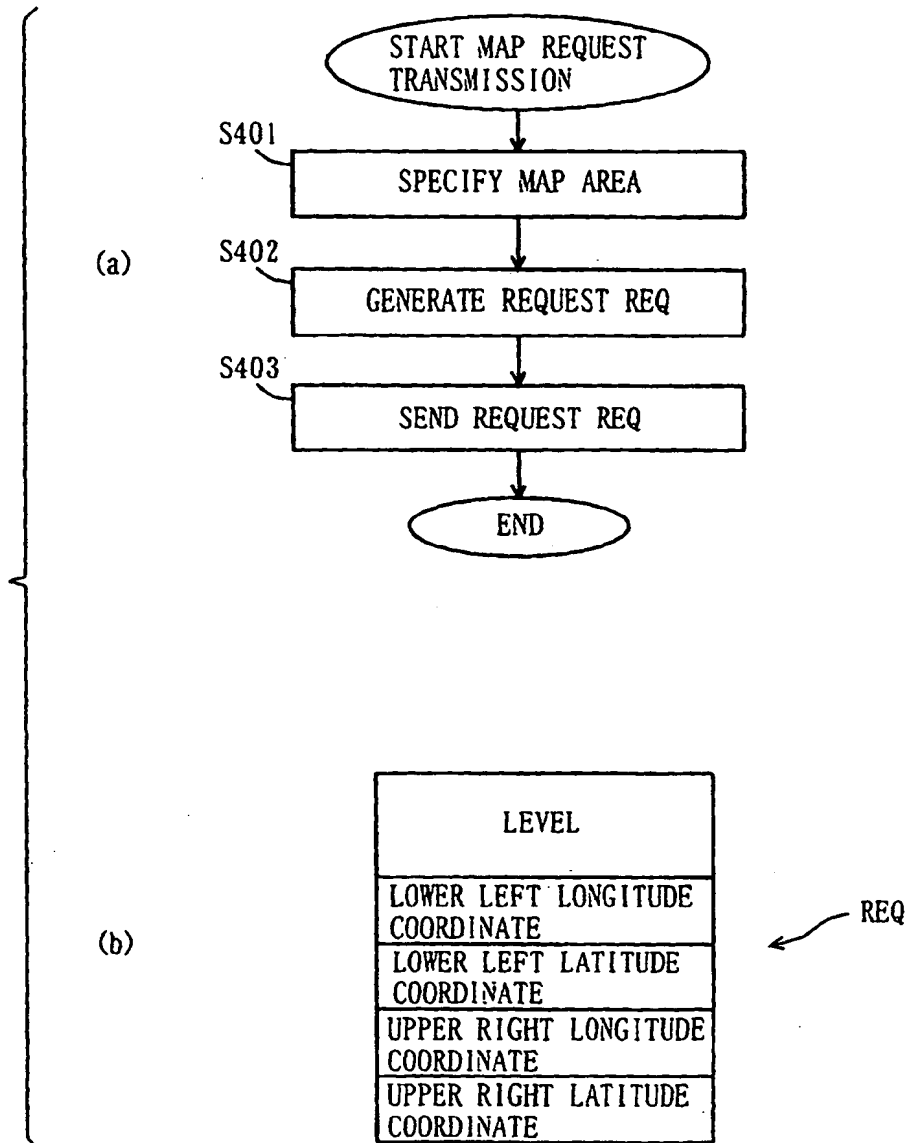 START MAP REQUEST
TRANSMISSION
S401
SPECIFY MAP AREA
(a)
S402
GENERATE REQUEST REQ
S403
SEND REQUEST REQ
END
LEVEL
LOWER LEFT LONGITUDE
COORDINATE
REQ
(b)
LOWER LEFT LATITUDE
COORDINATE
UPPER RIGHT LONGITUDE
COORDINATE
UPPER RIGHT LATITUDE
COORDINATE